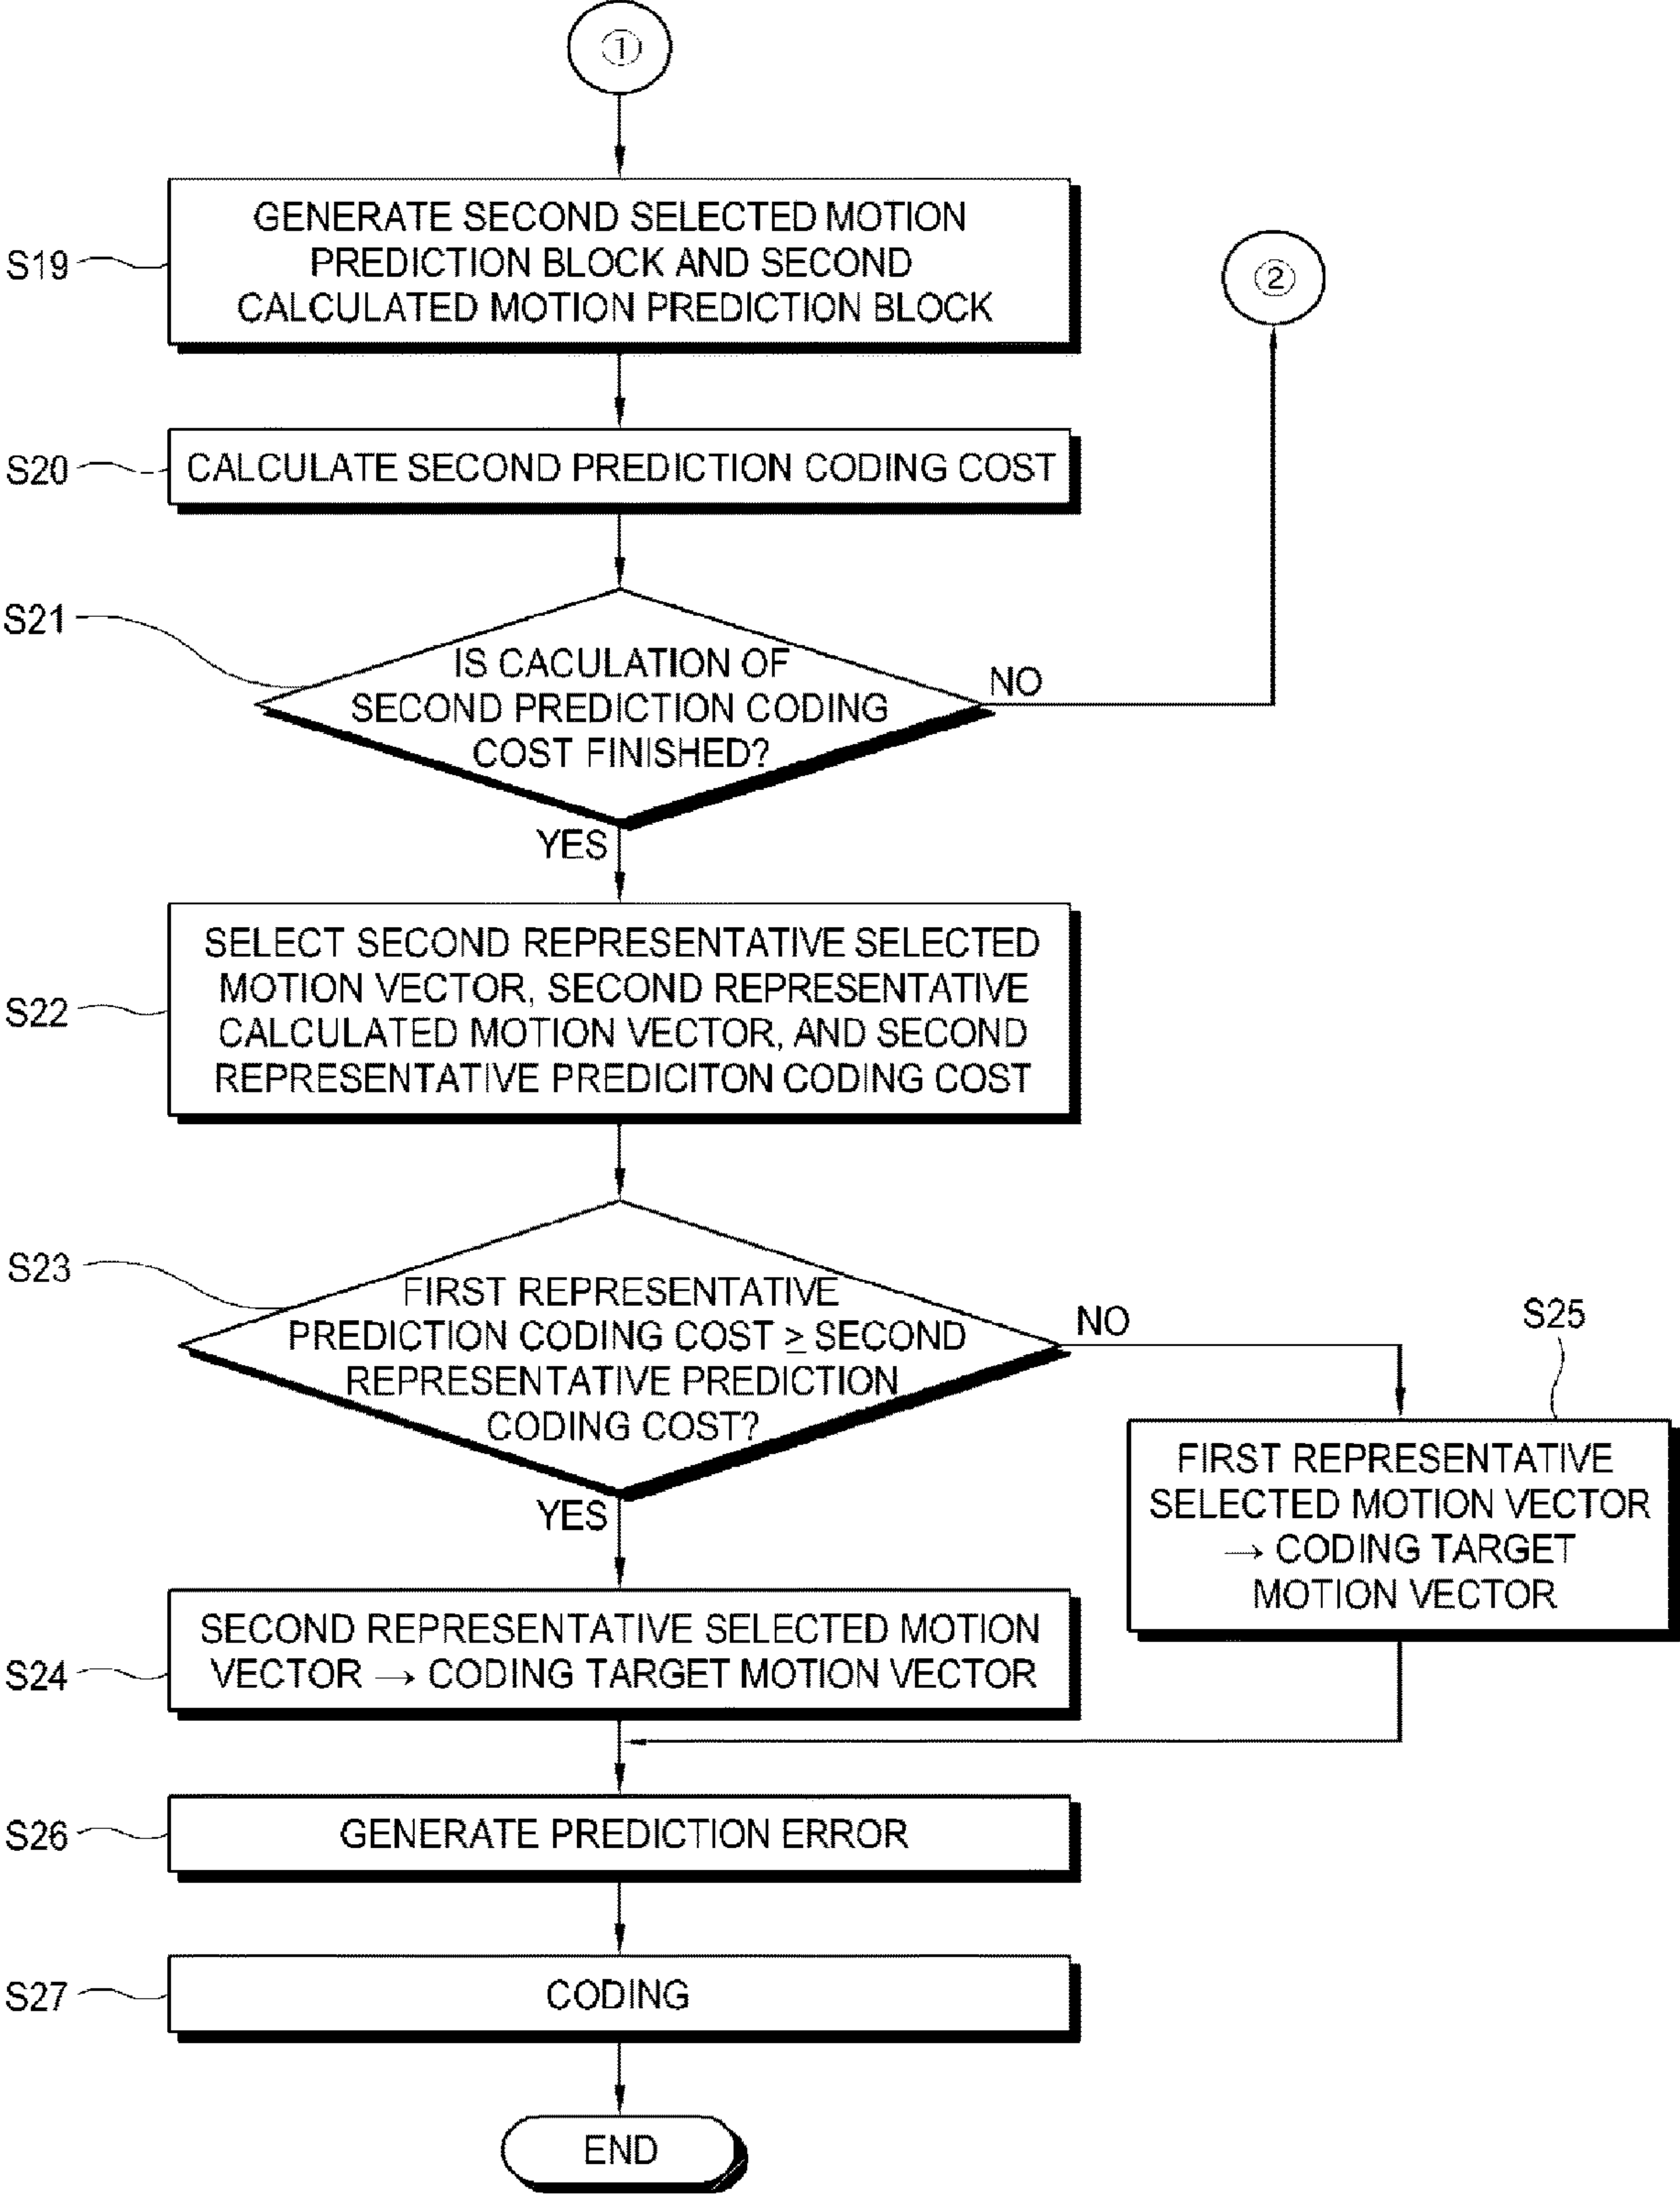 ①
S19
GENERATE SECOND SELECTED MOTION
PREDICTION BLOCK AND SECOND
CALCULATED MOTION PREDICTION BLOCK
②
S20
CALCULATE SECOND PREDICTION CODING COST
S21
IS CACULATION OF
SECOND PREDICTION CODING
COST FINISHED?
NO
YES
S22
SELECT SECOND REPRESENTATIVE SELECTED
MOTION VECTOR, SECOND REPRESENTATIVE
CALCULATED MOTION VECTOR, AND SECOND
REPRESENTATIVE PREDICITON CODING COST
S23
FIRST REPRESENTATIVE
PREDICTION CODING COST ≥ SECOND
REPRESENTATIVE PREDICTION
CODING COST?
NO
YES
S25
FIRST REPRESENTATIVE
SELECTED MOTION VECTOR
→ CODING TARGET
MOTION VECTOR
S24
SECOND REPRESENTATIVE SELECTED MOTION
VECTOR → CODING TARGET MOTION VECTOR
S26
GENERATE PREDICTION ERROR
S27
CODING
END